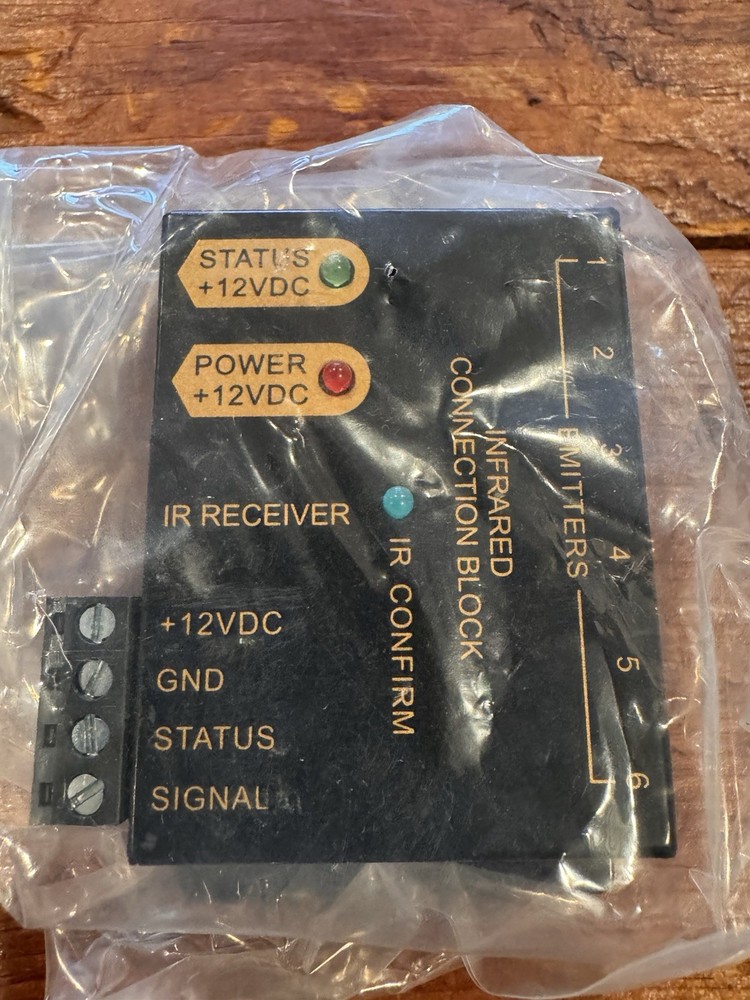 STATUS
+12VDC
POWER
+12VDC
IR RECEIVER
+12VDC
GND
STATUS
SIGNAL
IR CONFIRM
INFRARED
CONNECTION BLOCK
EMITTERS
1
2
3
4
5
6